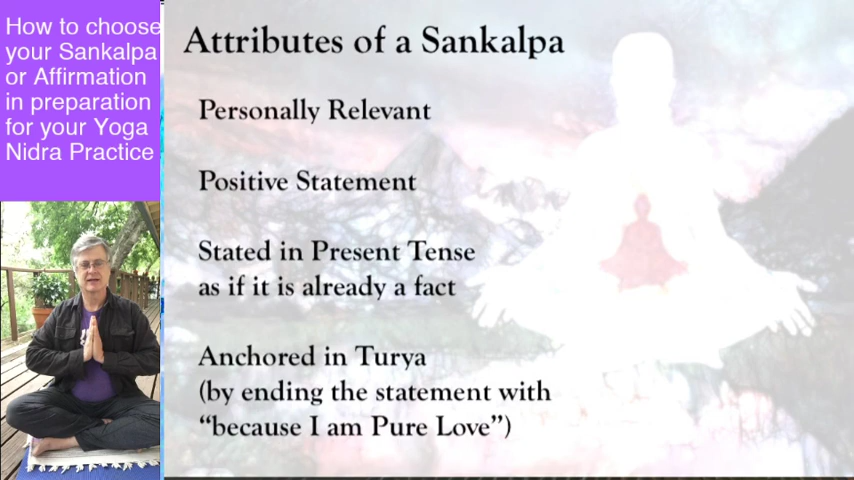 How to choose
your Sankalpa
or Affirmation
in preparation
for your Yoga
Nidra Practice
Attributes of a Sankalpa
Personally Relevant
Positive Statement
Stated in Present Tense
as if it is already a fact
Anchored in Turya
(by ending the statement with
“because I am Pure Love”)